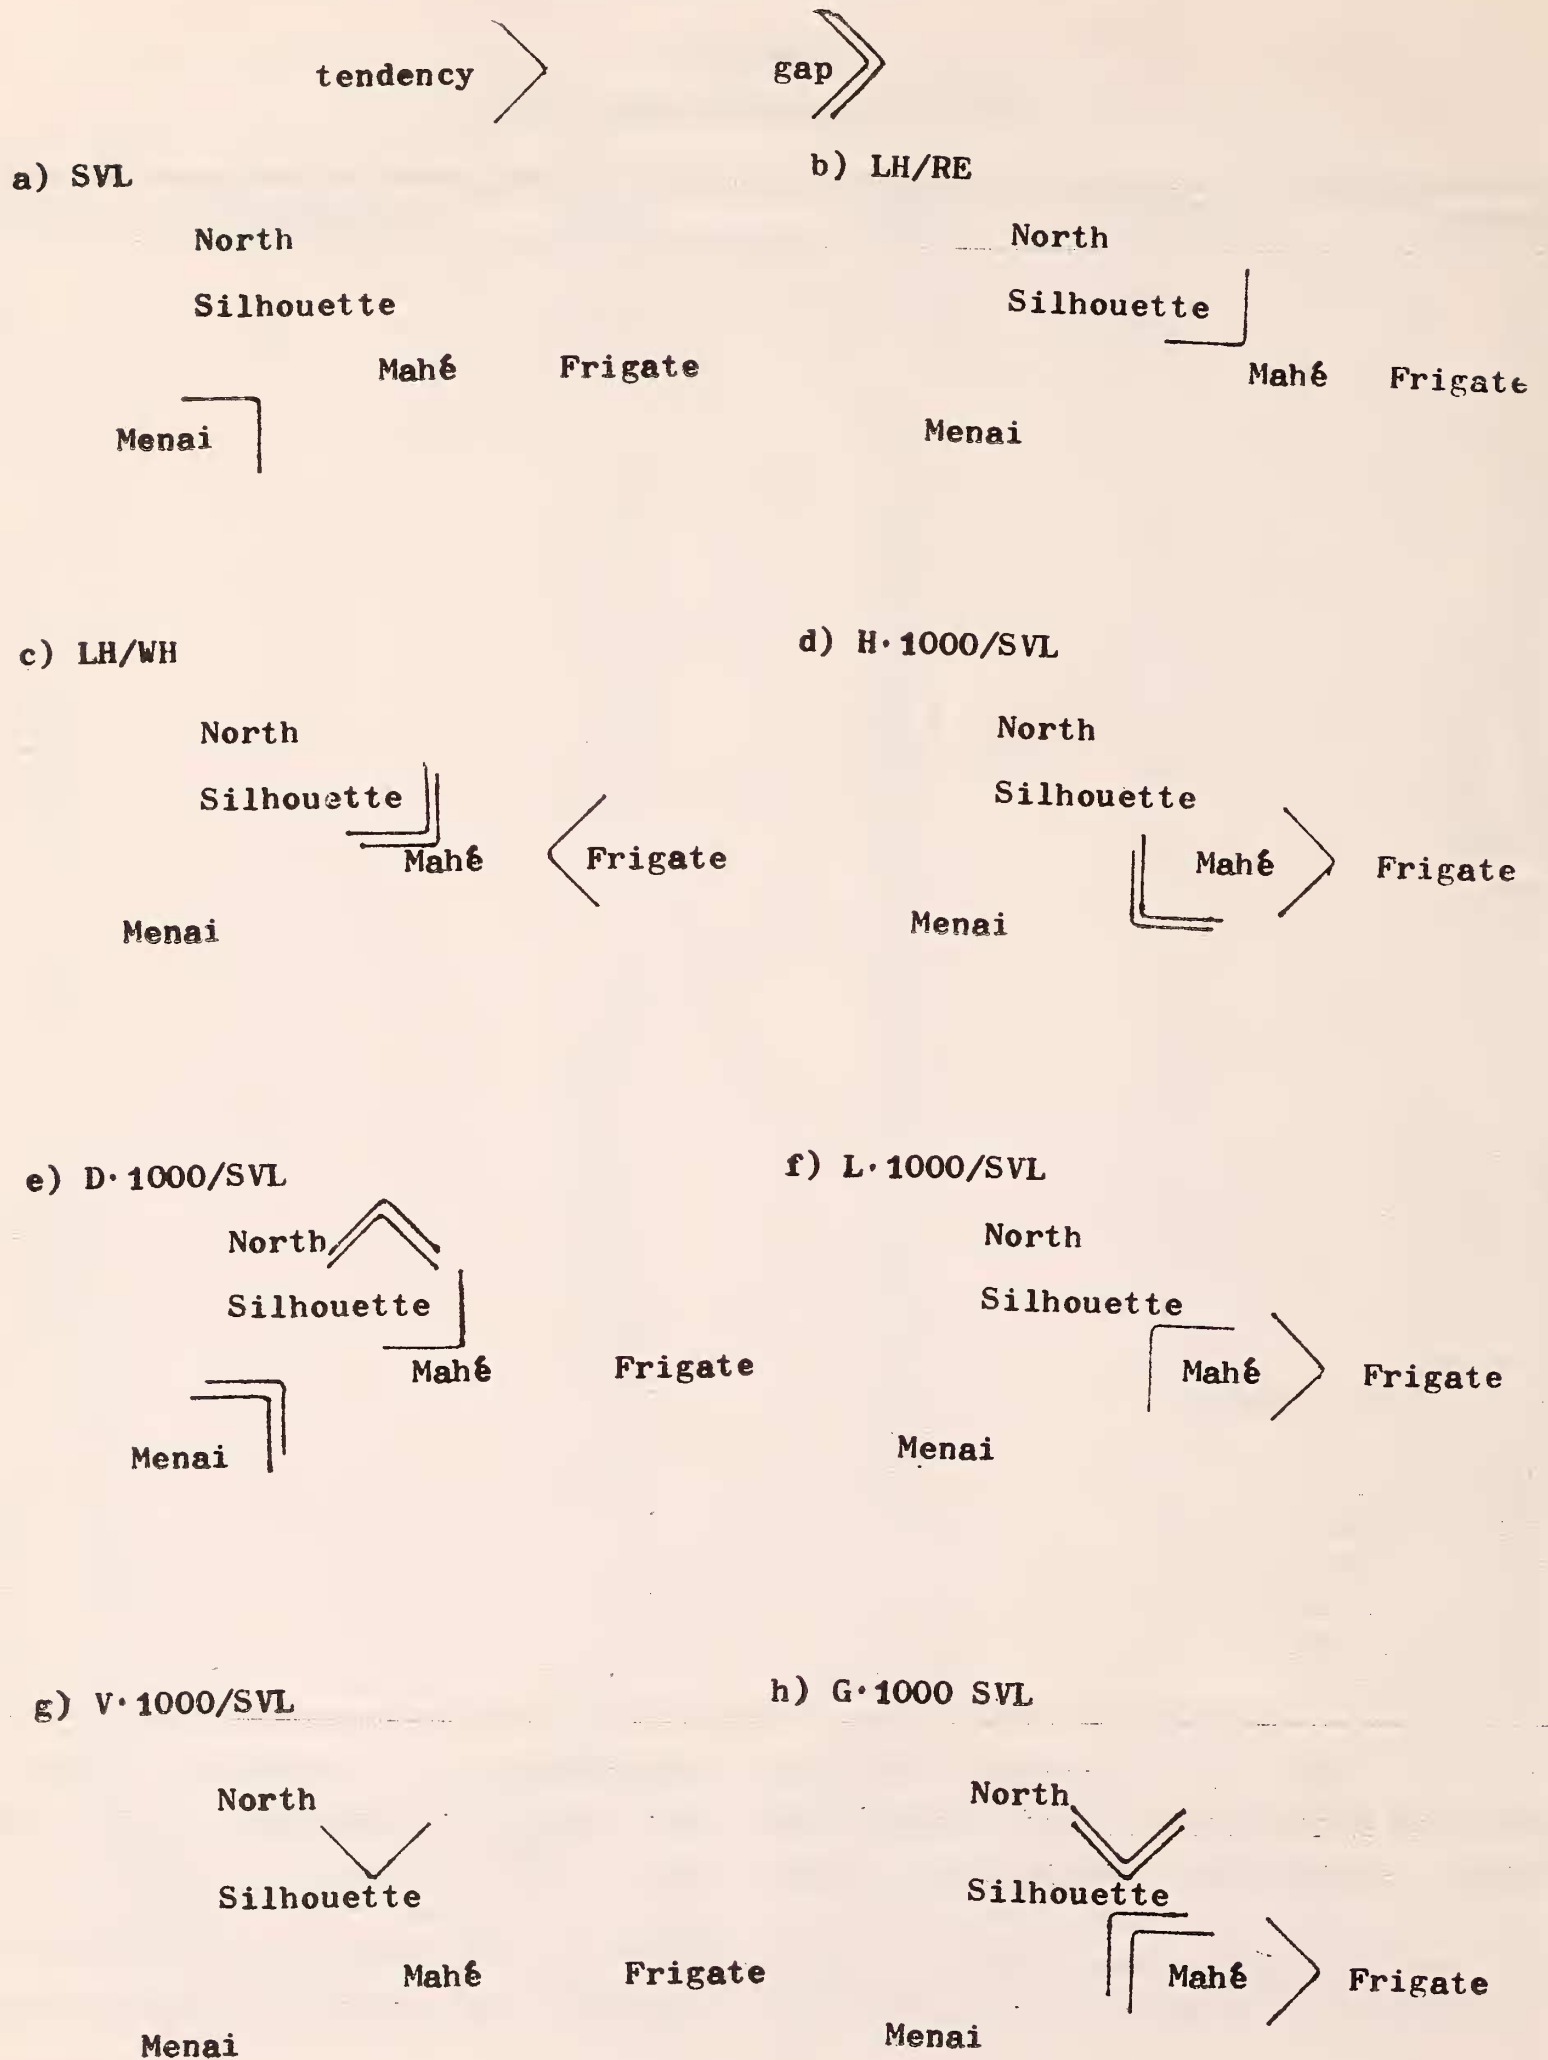 tendency gap
a) SVL
North
Silhouette
Mahé Frigate
Menai
b) LH/RE
North
Silhouette
Mahé Frigate
Menai
c) LH/WH
North
Silhouette
Mahé Frigate
Menai
d) H·1000/SVL
North
Silhouette
Mahé Frigate
Menai
e) D·1000/SVL
North
Silhouette
Mahé Frigate
Menai
f) L·1000/SVL
North
Silhouette
Mahé Frigate
Menai
g) V·1000/SVL
North
Silhouette
Mahé Frigate
Menai
h) G·1000 SVL
North
Silhouette
Mahé Frigate
Menai